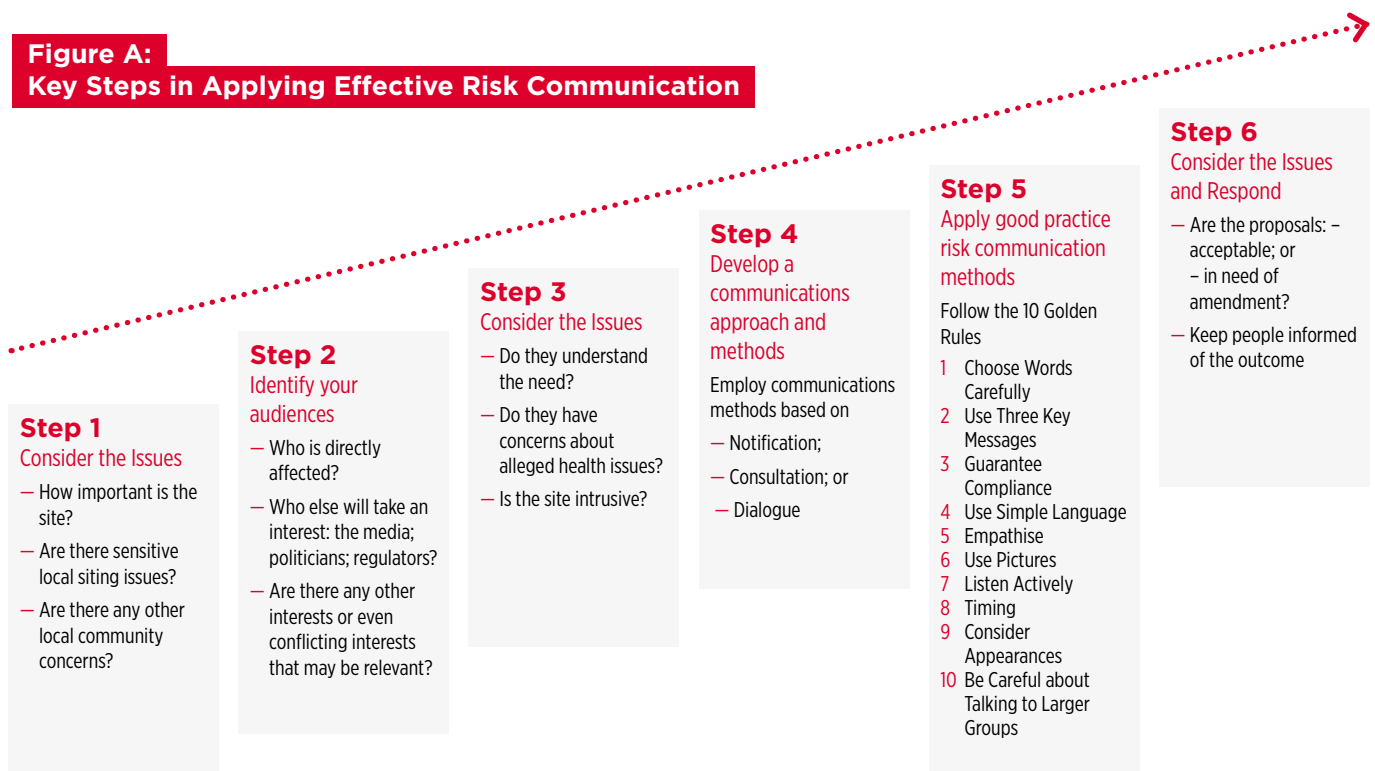 Figure A:
Key Steps in Applying Effective Risk Communication
Step 1
Consider the Issues
— How important is the
site?
— Are there sensitive
local siting issues?
— Are there any other
local community
concerns?
Step 2
Identify your
audiences
— Who is directly
affected?
— Who else will take an
interest: the media;
politicians; regulators?
— Are there any other
interests or even
conflicting interests
that may be relevant?
Step 3
Consider the Issues
— Do they understand
the need?
— Do they have
concerns about
alleged health issues?
— Is the site intrusive?
Step 4
Develop a
communications
approach and
methods
Employ communications
methods based on
— Notification;
— Consultation; or
— Dialogue
Step 5
Apply good practice
risk communication
methods
Follow the 10 Golden
Rules
1 Choose Words
Carefully
2 Use Three Key
Messages
3 Guarantee
Compliance
4 Use Simple Language
5 Empathise
6 Use Pictures
7 Listen Actively
8 Timing
9 Consider
Appearances
10 Be Careful about
Talking to Larger
Groups
Step 6
Consider the Issues
and Respond
— Are the proposals: –
acceptable; or
– in need of
amendment?
— Keep people informed
of the outcome